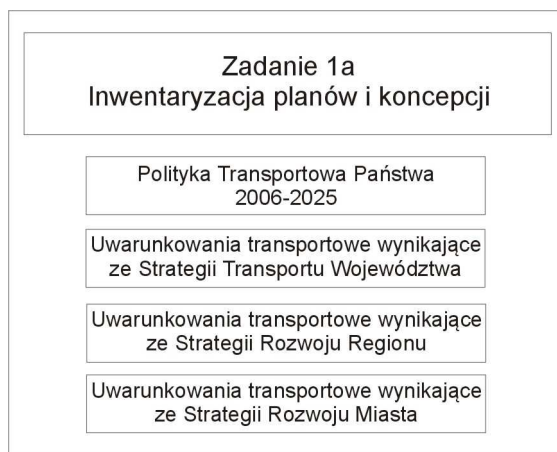 Zadanie 1a
Inwentaryzacja planów i koncepcji
Polityka Transportowa Państwa
2006-2025
Uwarunkowania transportowe wynikające
ze Strategii Transportu Województwa
Uwarunkowania transportowe wynikające
ze Strategii Rozwoju Regionu
Uwarunkowania transportowe wynikające
ze Strategii Rozwoju Miasta